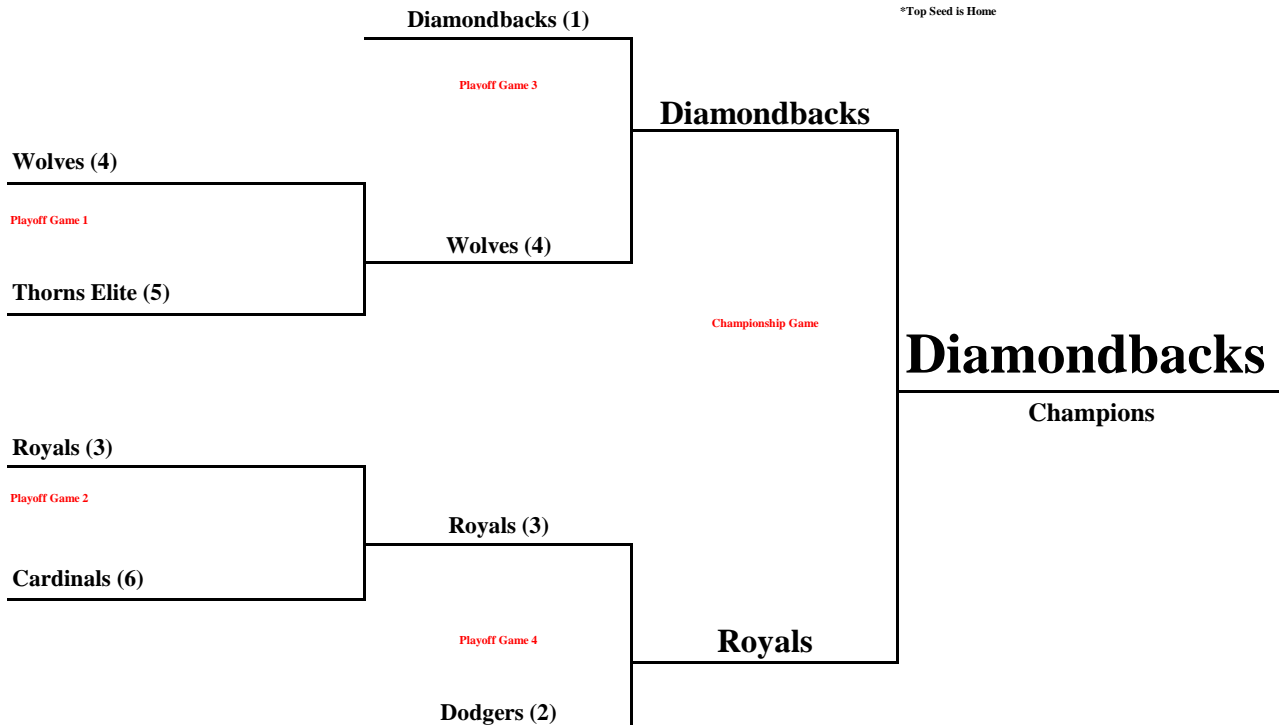 Diamondbacks (1)
*Top Seed is Home
Playoff Game 3
Diamondbacks
Wolves (4)
Playoff Game 1
Wolves (4)
Thorns Elite (5)
Championship Game
Diamondbacks
Champions
Royals (3)
Playoff Game 2
Royals (3)
Cardinals (6)
Playoff Game 4
Royals
Dodgers (2)